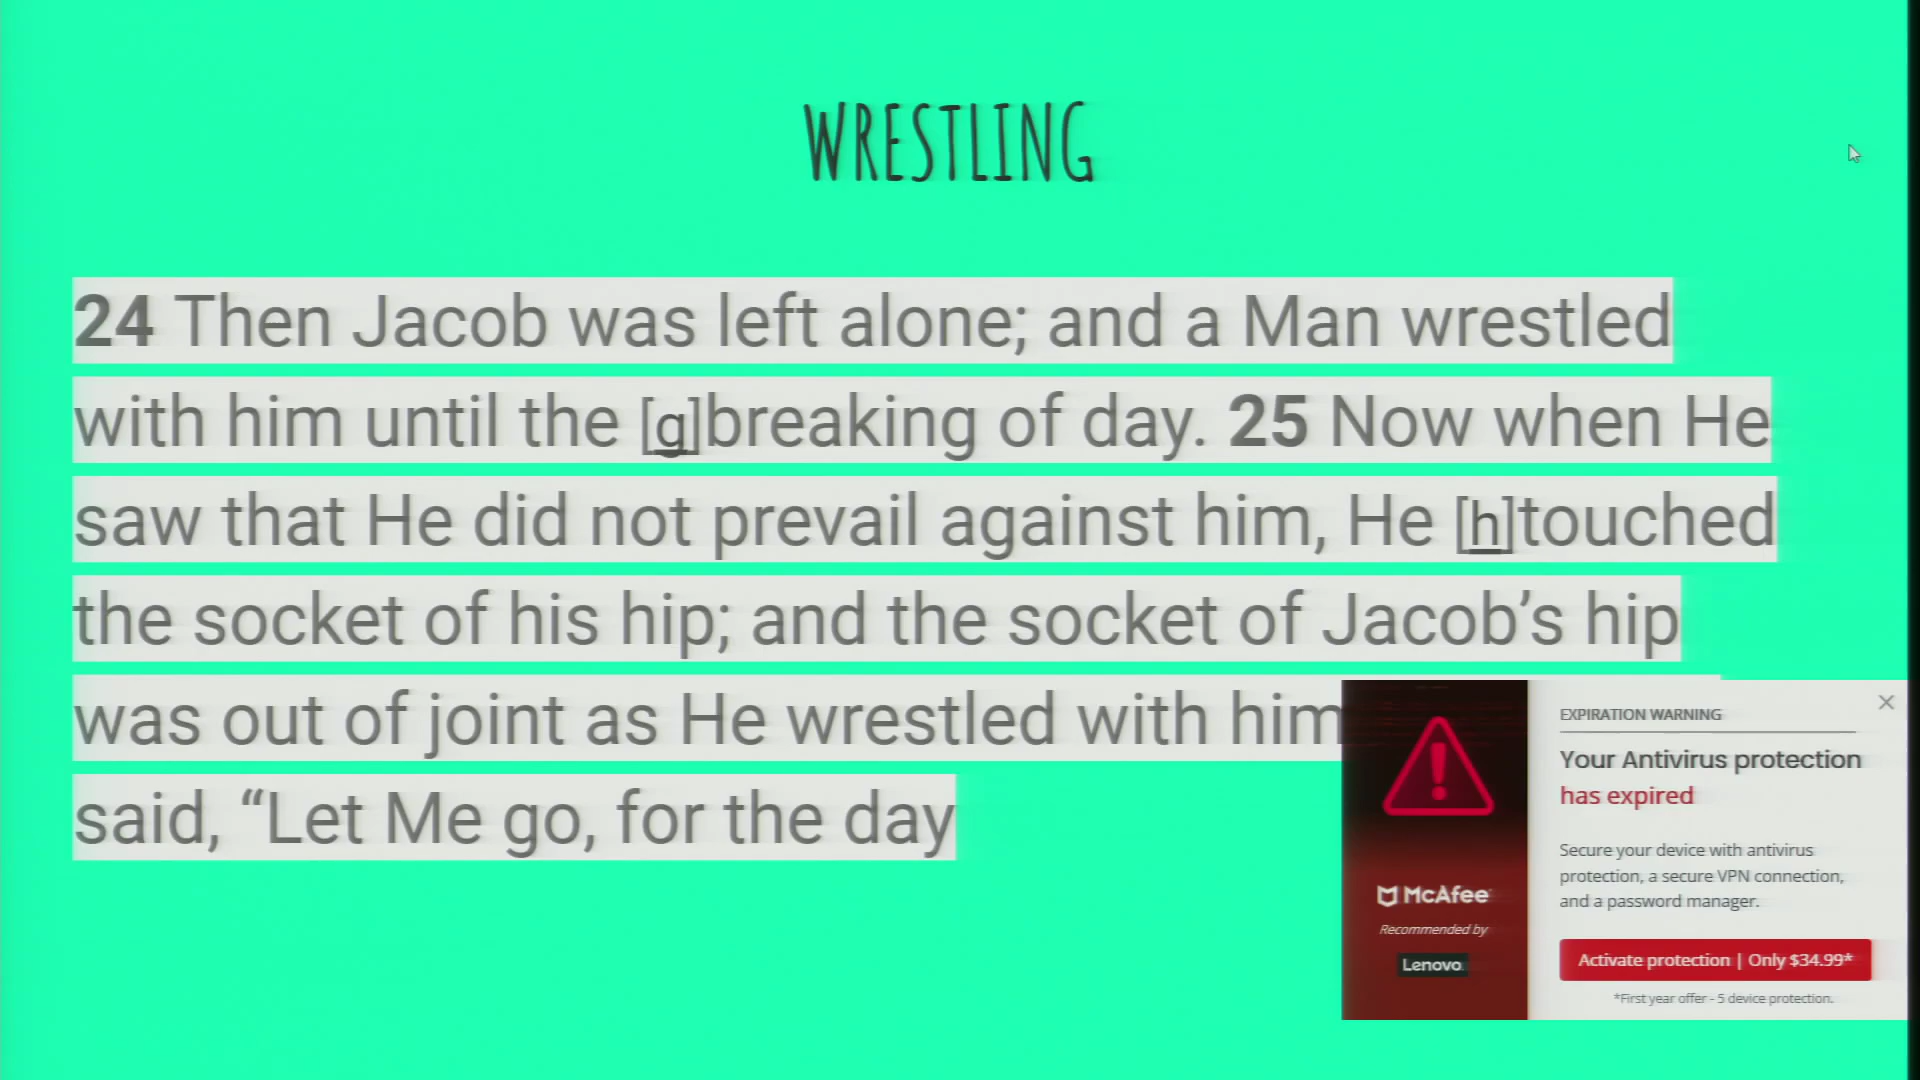 WRESTLING
24 Then Jacob was left alone; and a Man wrestled
with him until the [g]breaking of day. 25 Now when He
saw that He did not prevail against him, He [h]touched
the socket of his hip; and the socket of Jacob’s hip
was out of joint as He wrestled with him
said, “Let Me go, for the day
EXPIRATION WARNING
Your Antivirus protection
has expired
Secure your device with antivirus
protection, a secure VPN connection,
and a password manager.
Activate protection | Only $34.99*
*First year offer - 5 device protection.
McAfee
Recommended by
Lenovo